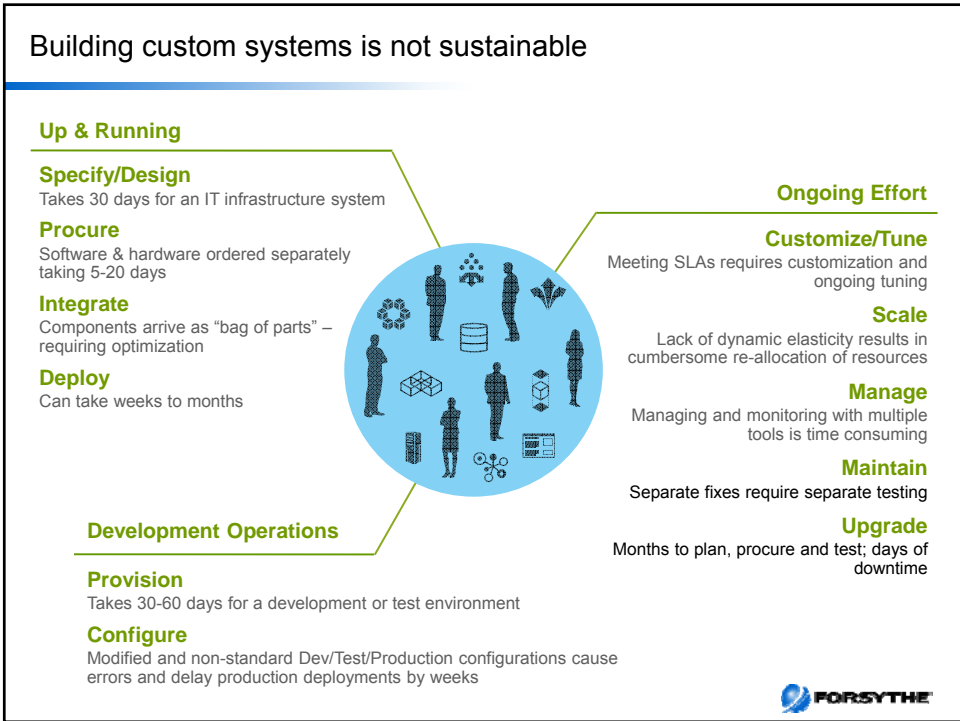 Building custom systems is not sustainable
Up & Running
Specify/Design
Takes 30 days for an IT infrastructure system
Procure
Software & hardware ordered separately
taking 5-20 days
Integrate
Components arrive as “bag of parts” –
requiring optimization
Deploy
Can take weeks to months
Ongoing Effort
Customize/Tune
Meeting SLAs requires customization and
ongoing tuning
Scale
Lack of dynamic elasticity results in
cumbersome re-allocation of resources
Manage
Managing and monitoring with multiple
tools is time consuming
Maintain
Separate fixes require separate testing
Upgrade
Months to plan, procure and test; days of
downtime
Development Operations
Provision
Takes 30-60 days for a development or test environment
Configure
Modified and non-standard Dev/Test/Production configurations cause
errors and delay production deployments by weeks
FORSYTHE